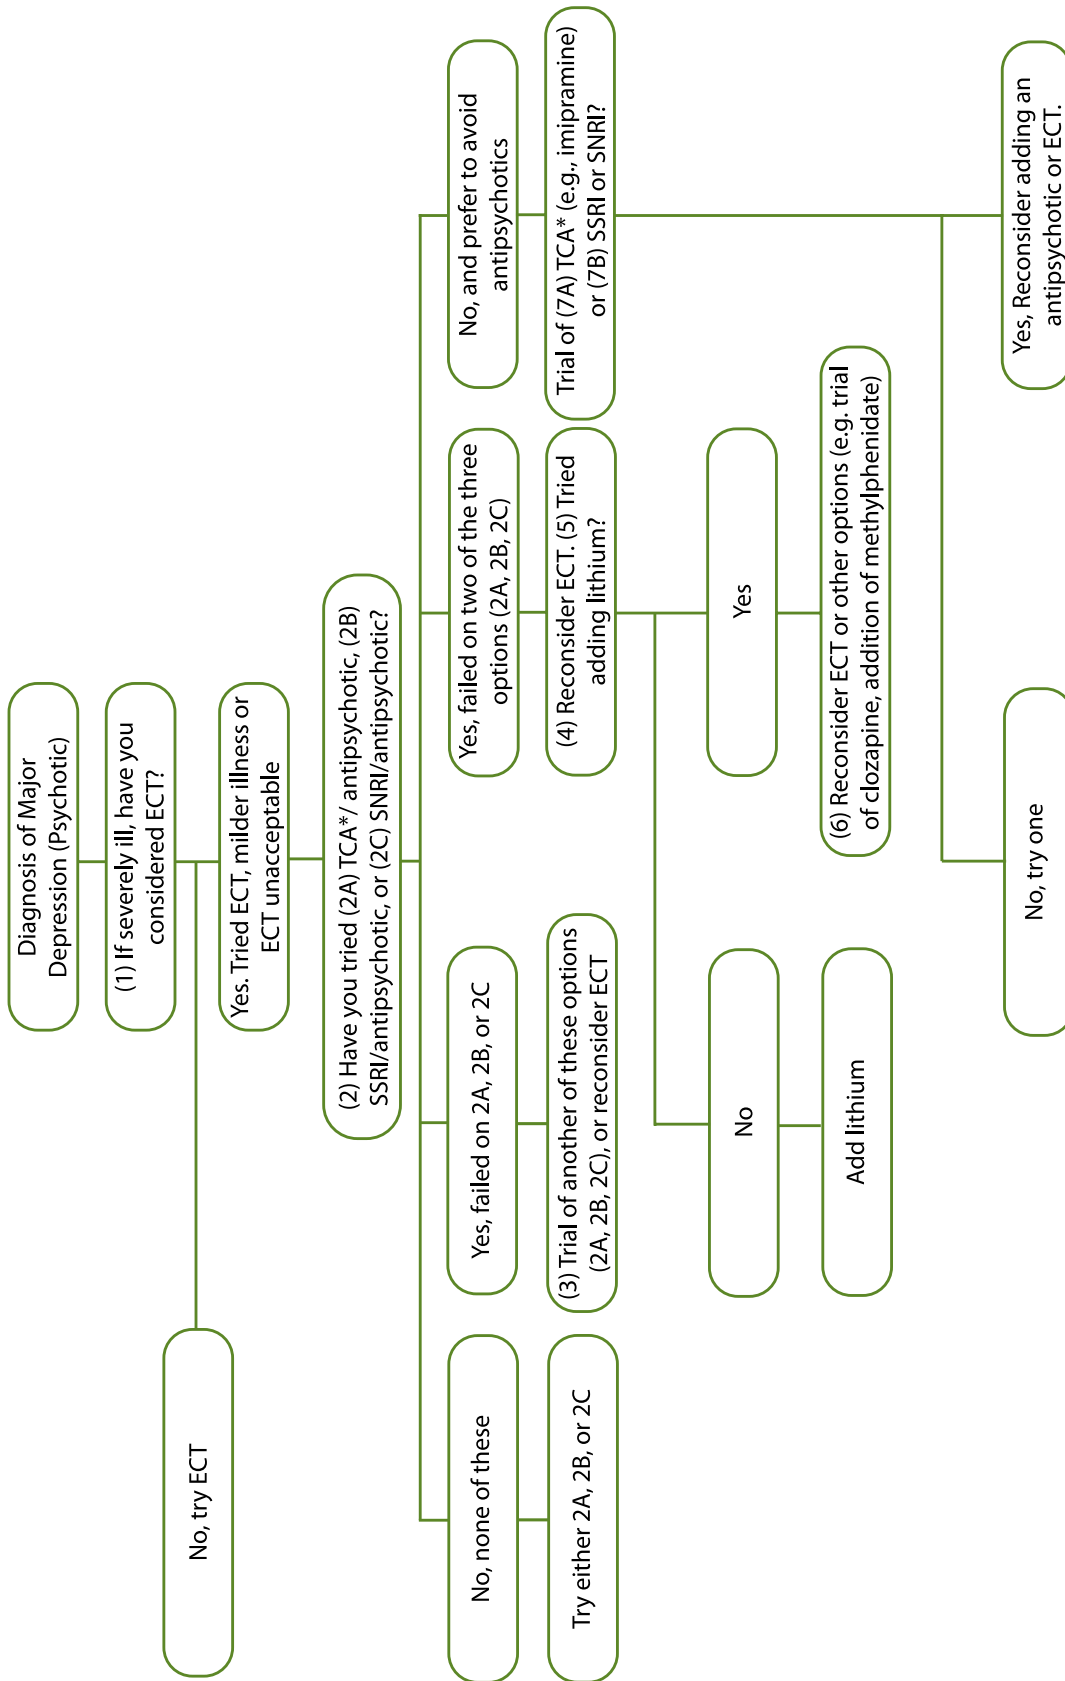 Diagnosis of Major
Depression (Psychotic)
(1) If severely ill, have you
considered ECT?
No, try ECT
Yes. Tried ECT, milder illness or
ECT unacceptable
(2) Have you tried (2A) TCA*/ antipsychotic, (2B)
SSRI/antipsychotic, or (2C) SNRI/antipsychotic?
No, none of these
Yes, failed on 2A, 2B, or 2C
Yes, failed on two of the three
options (2A, 2B, 2C)
No, and prefer to avoid
antipsychotics
Try either 2A, 2B, or 2C
(3) Trial of another of these options
(2A, 2B, 2C), or reconsider ECT
(4) Reconsider ECT. (5) Tried
adding lithium?
Trial of (7A) TCA* (e.g., imipramine)
or (7B) SSRI or SNRI?
No
Yes
Add lithium
(6) Reconsider ECT or other options (e.g. trial
of clozapine, addition of methylphenidate)
No, try one
Yes, Reconsider adding an
antipsychotic or ECT.